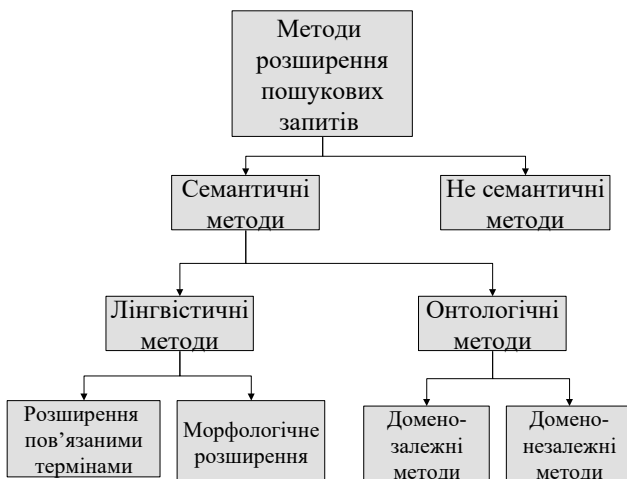 Методи
розширення
пошукових
запитів
Семантичні
методи
Не семантичні
методи
Лінгвістичні
методи
Онтологічні
методи
Розширення
пов’язаними
термінами
Морфологічне
розширення
Домено-
залежні
методи
Домено-
незалежні
методи